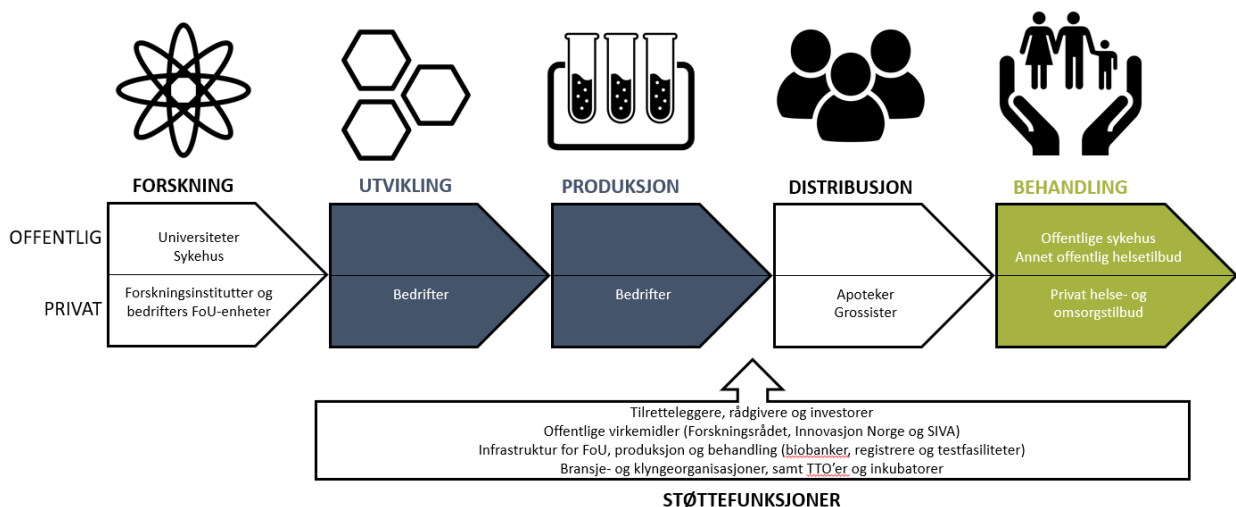 FORSKNING
UTVIKLING
PRODUKSJON
DISTRIBUSJON
BEHANDLING
OFFENTLIG
Universiteter
Sykehus
Offentlige sykehus
Annet offentlig helsetilbud
PRIVAT
Forskningsinstitutter og
bedrifters FoU-enheter
Bedrifter
Bedrifter
Apoteker
Grossister
Privat helse- og
omsorgstilbud
Tilretteleggere, rådgivere og investorer
Offentlige virkemidler (Forskningsrådet, Innovasjon Norge og SIVA)
Infrastruktur for FoU, produksjon og behandling (biobanker, registrere og testfasiliteter)
Bransje- og klyngeorganisasjoner, samt TTO’er og inkubatorer
STØTTEFUNKSJONER